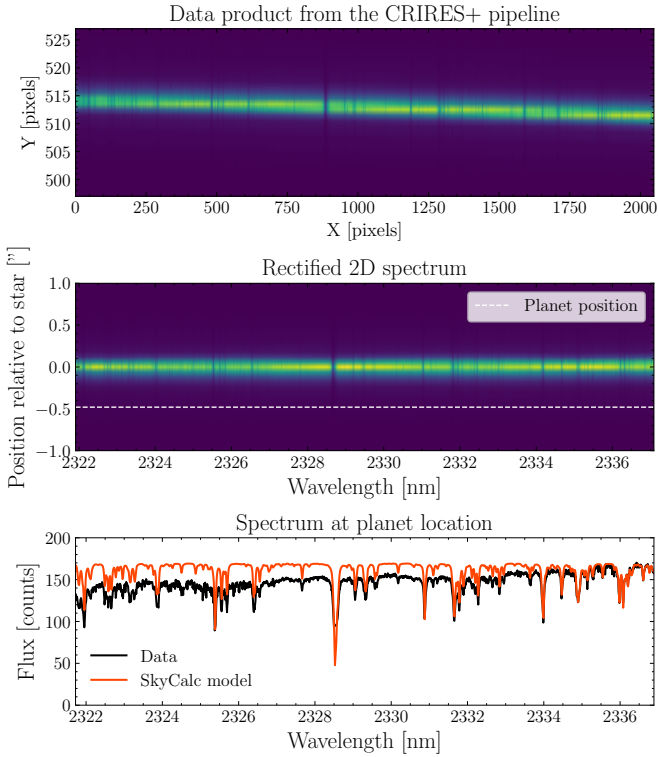 Data product from the CRIRES+ pipeline
525
520
515
510
505
500
Y [pixels]
0 250 500 750 1000 1250 1500 1750 2000
X [pixels]
Rectified 2D spectrum
1.0
0.5
0.0
−0.5
−1.0
Position relative to star ["]
Planet position
2322 2324 2326 2328 2330 2332 2334 2336
Wavelength [nm]
Spectrum at planet location
200
150
100
50
0
Flux [counts]
Data
SkyCalc model
2322 2324 2326 2328 2330 2332 2334 2336
Wavelength [nm]